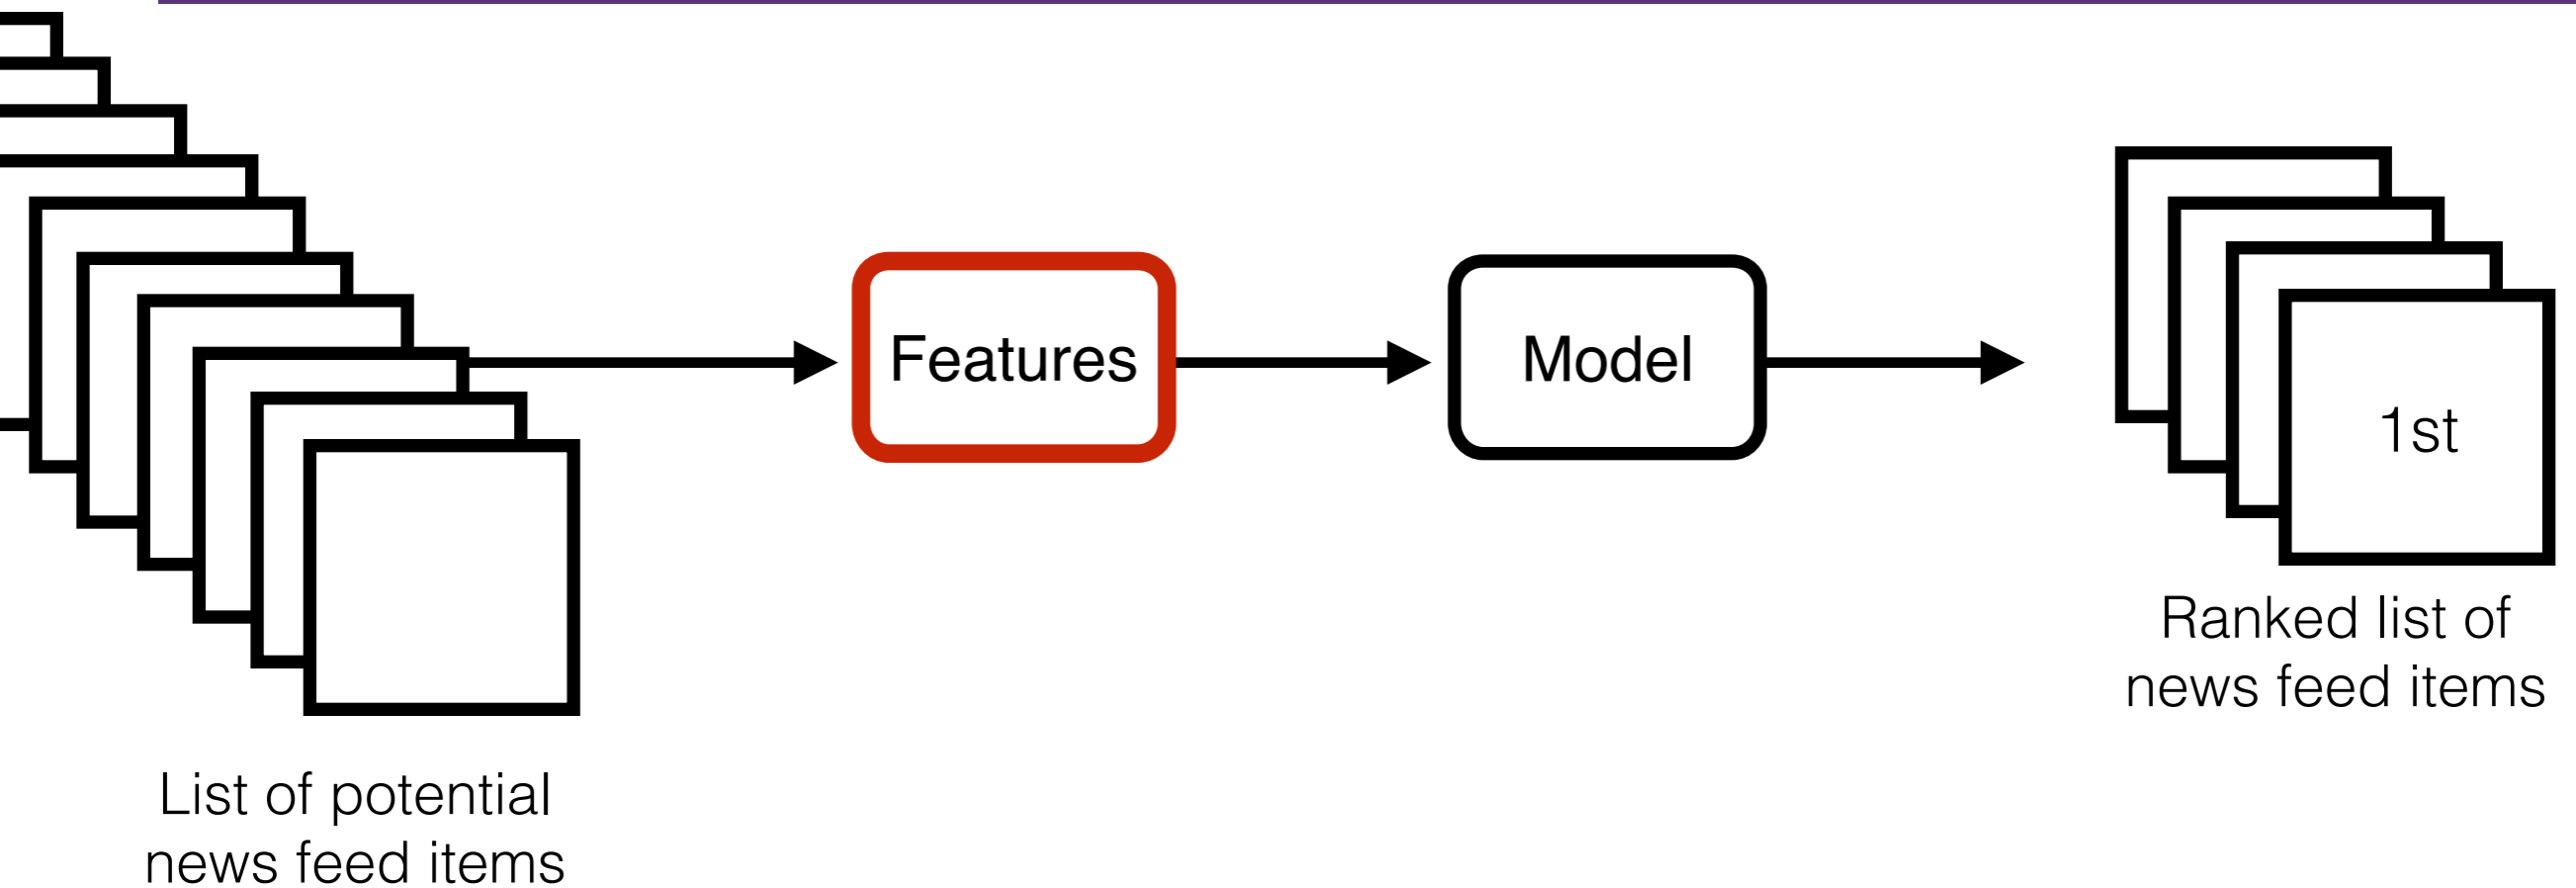 Features
Model
1st
Ranked list of
news feed items
List of potential
news feed items